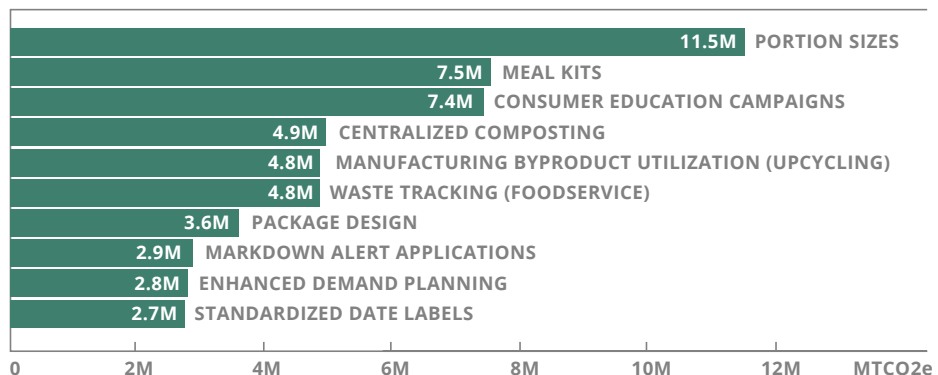 11.5M PORTION SIZES
7.5M MEAL KITS
7.4M CONSUMER EDUCATION CAMPAIGNS
4.9M CENTRALIZED COMPOSTING
4.8M MANUFACTURING BYPRODUCT UTILIZATION (UPCYCLING)
4.8M WASTE TRACKING (FOODSERVICE)
3.6M PACKAGE DESIGN
2.9M MARKDOWN ALERT APPLICATIONS
2.8M ENHANCED DEMAND PLANNING
2.7M STANDARDIZED DATE LABELS
0 2M 4M 6M 8M 10M 12M MTCO2e